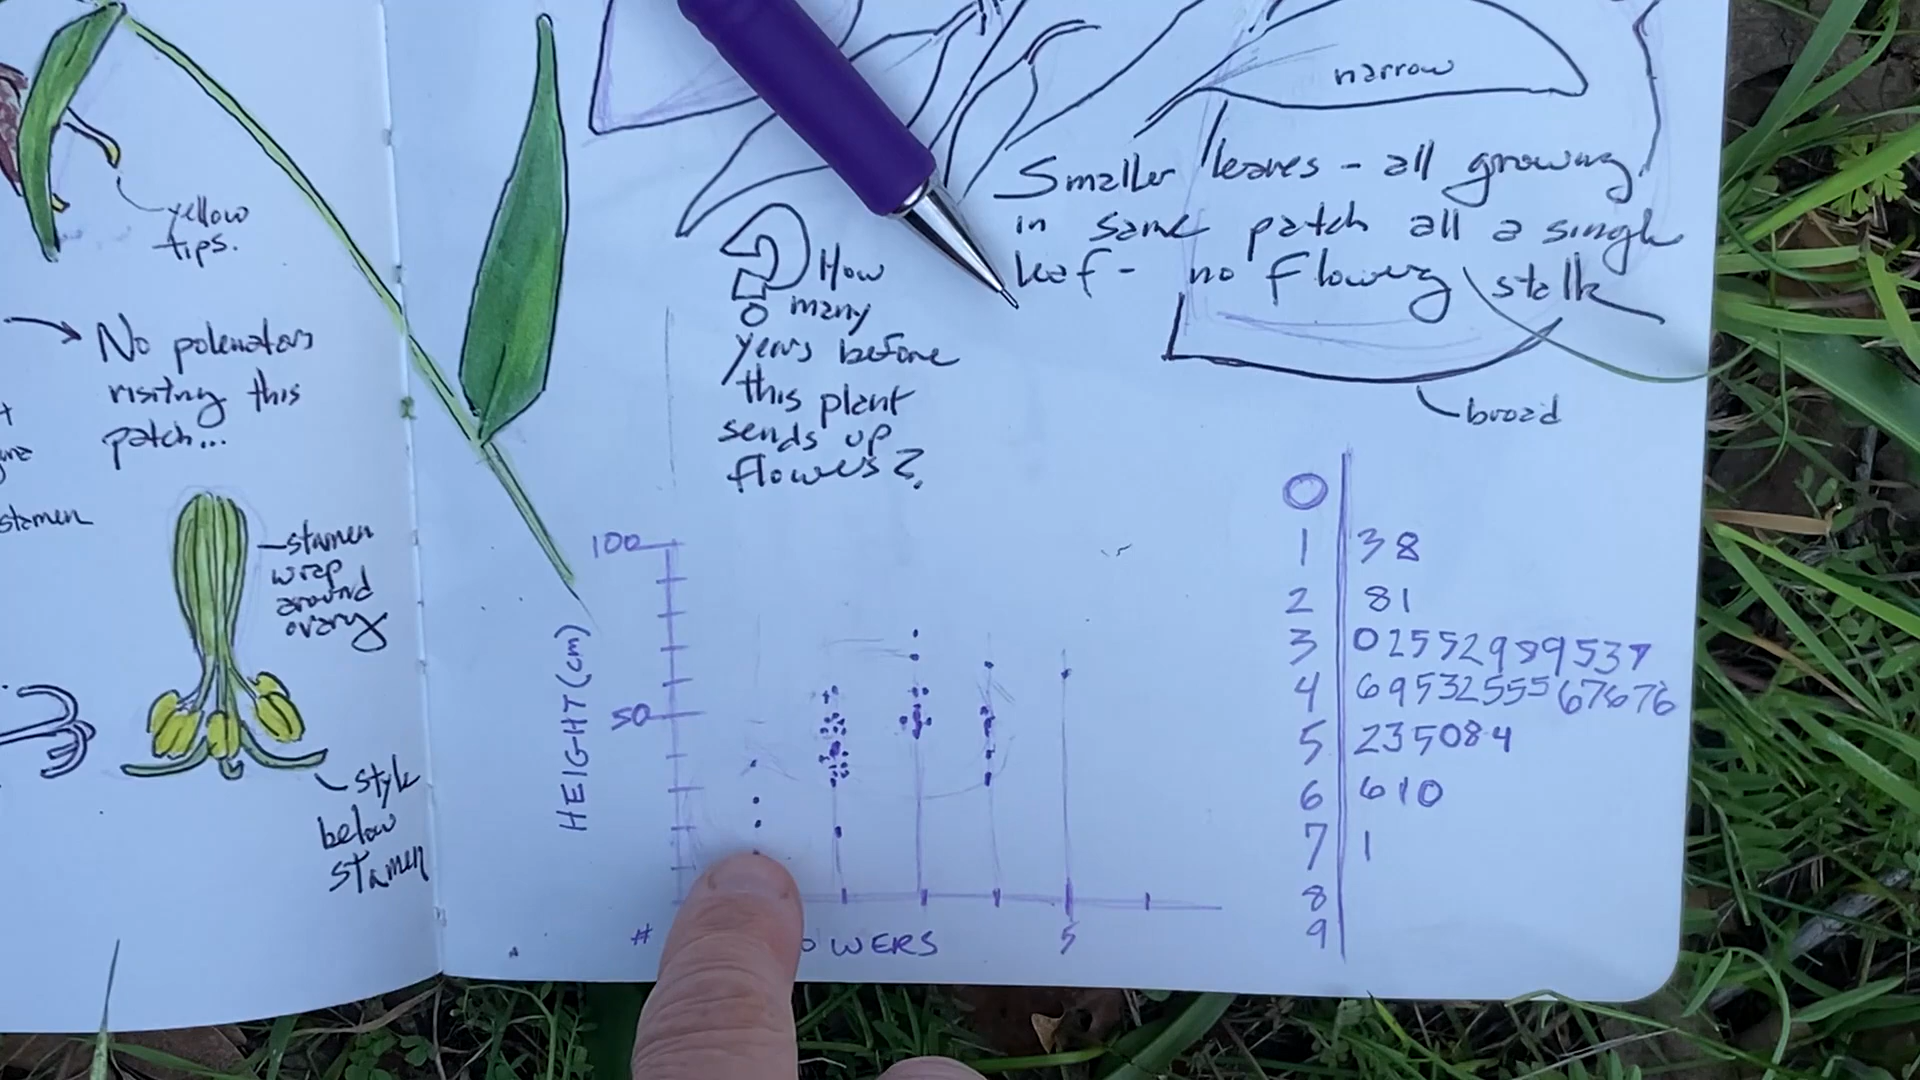 yellow
tips.
No polenators
visiting this
patch...
stamen
stamen
wrap
around
ovary
style
below
stamen
narrow
Smaller leaves - all growing
in same patch all a single
leaf - no flowering stalk
broad
? How
many
years before
this plant
sends up
flowers?
HEIGHT (cm)
100
50
#
OWERS
5
0
1 38
2 81
3
4
5 235084
6 610
7 1
8
9